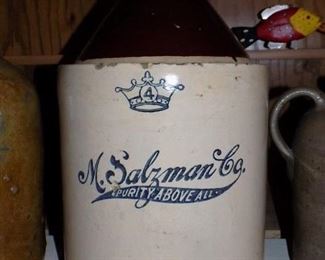 4
M. Salzman Co.
PURITY ABOVE ALL